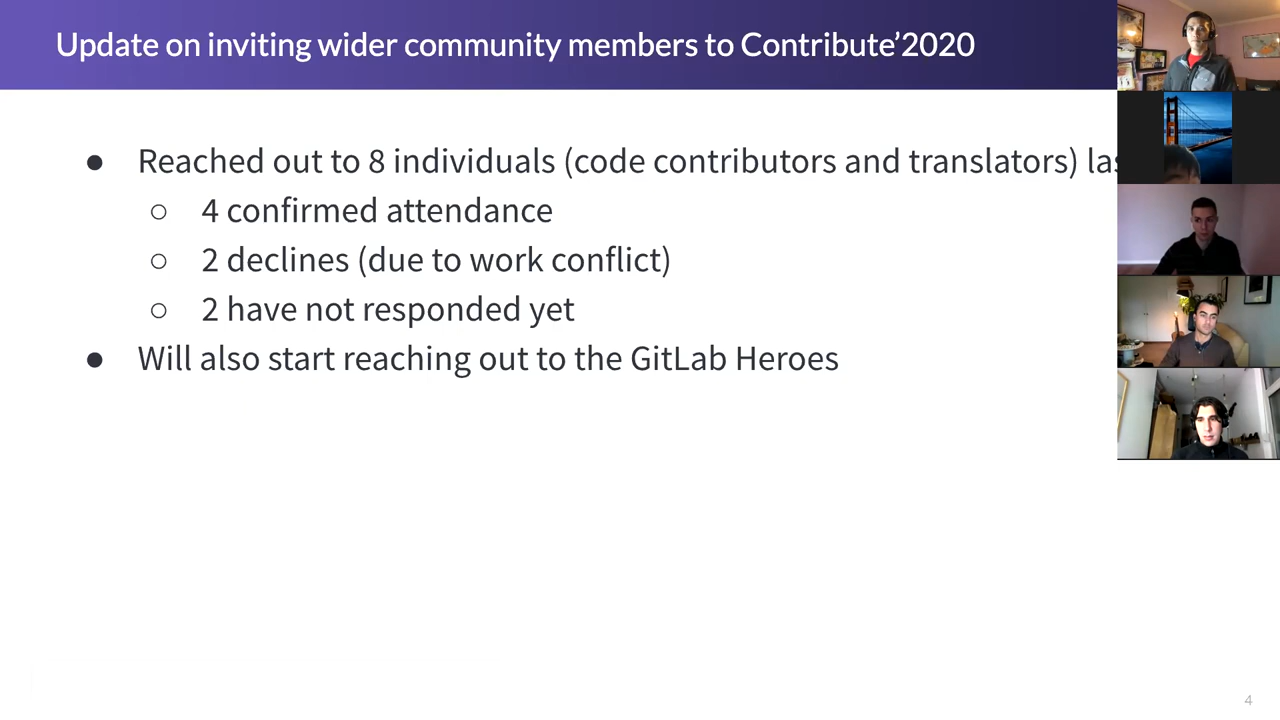 Update on inviting wider community members to Contribute’2020
● Reached out to 8 individuals (code contributors and translators)
○ 4 confirmed attendance
○ 2 declines (due to work conflict)
○ 2 have not responded yet
● Will also start reaching out to the GitLab Heroes
4